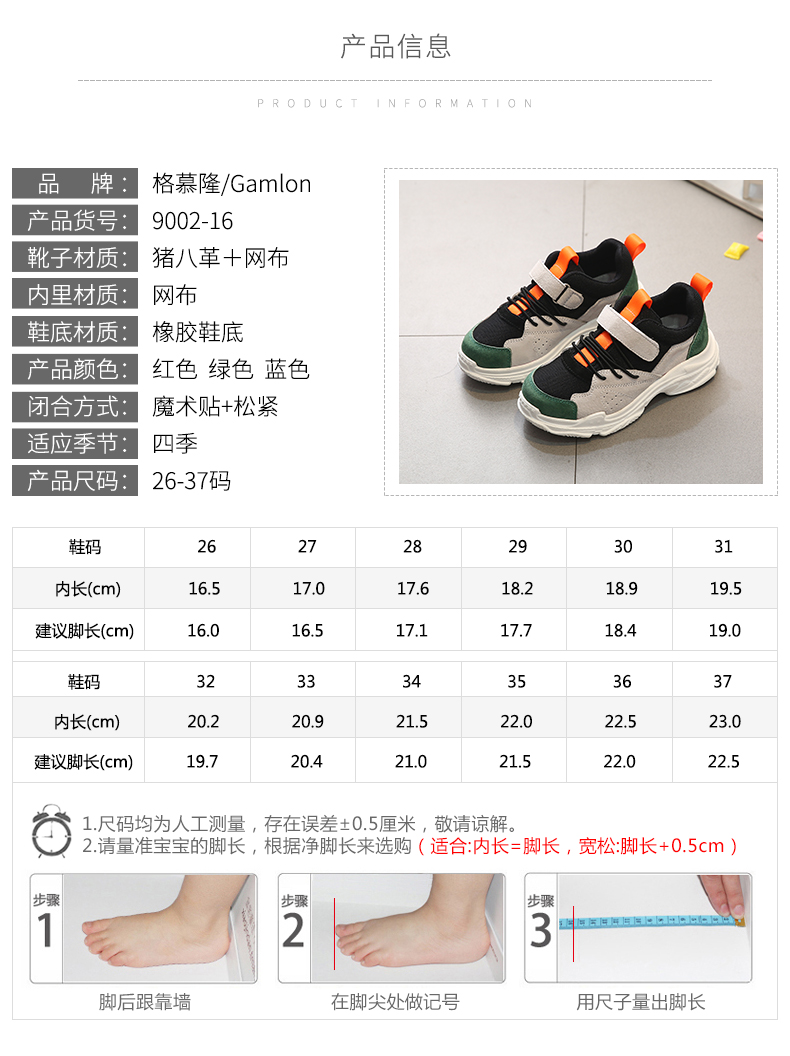 产品信息
PRODUCT INFORMATION
品 牌： 格慕隆/Gamlon
产品货号： 9002-16
靴子材质： 猪八革＋网布
内里材质： 网布
鞋底材质： 橡胶鞋底
产品颜色： 红色 绿色 蓝色
闭合方式： 魔术贴+松紧
适应季节： 四季
产品尺码： 26-37码
鞋码 26 27 28 29 30 31
内长(cm) 16.5 17.0 17.6 18.2 18.9 19.5
建议脚长(cm) 16.0 16.5 17.1 17.7 18.4 19.0
鞋码 32 33 34 35 36 37
内长(cm) 20.2 20.9 21.5 22.0 22.5 23.0
建议脚长(cm) 19.7 20.4 21.0 21.5 22.0 22.5
1.尺码均为人工测量，存在误差±0.5厘米，敬请谅解。
2.请量准宝宝的脚长，根据净脚长来选购（适合:内长=脚长，宽松:脚长+0.5cm）
步骤 1
步骤 2
步骤 3
脚后跟靠墙
在脚尖处做记号
用尺子量出脚长